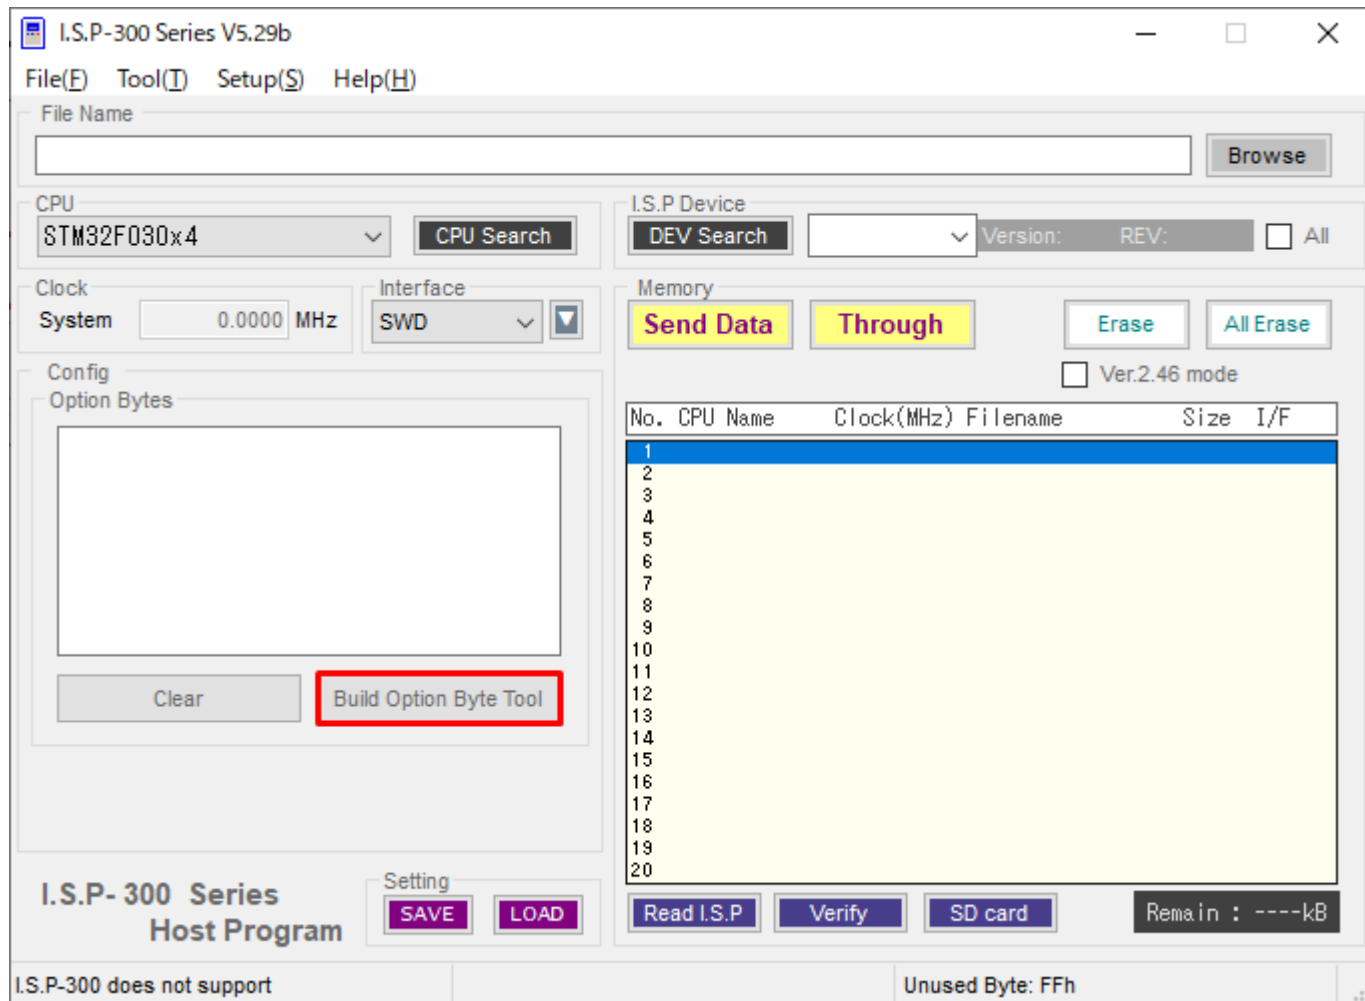 I.S.P-300 Series V5.29b
File(F) Tool(T) Setup(S) Help(H)
File Name
Browse
CPU
STM32F030x4
CPU Search
I.S.P Device
DEV Search
Version: REV:
All
Clock
System 0.0000 MHz
Interface
SWD
Memory
Send Data
Through
Erase
All Erase
Ver.2.46 mode
Config
Option Bytes
Clear
Build Option Byte Tool
No. CPU Name Clock(MHz) Filename Size I/F
1
2
3
4
5
6
7
8
9
10
11
12
13
14
15
16
17
18
19
20
I.S.P- 300 Series
Host Program
Setting
SAVE
LOAD
Read I.S.P
Verify
SD card
Remain : ----kB
I.S.P-300 does not support
Unused Byte: FFh